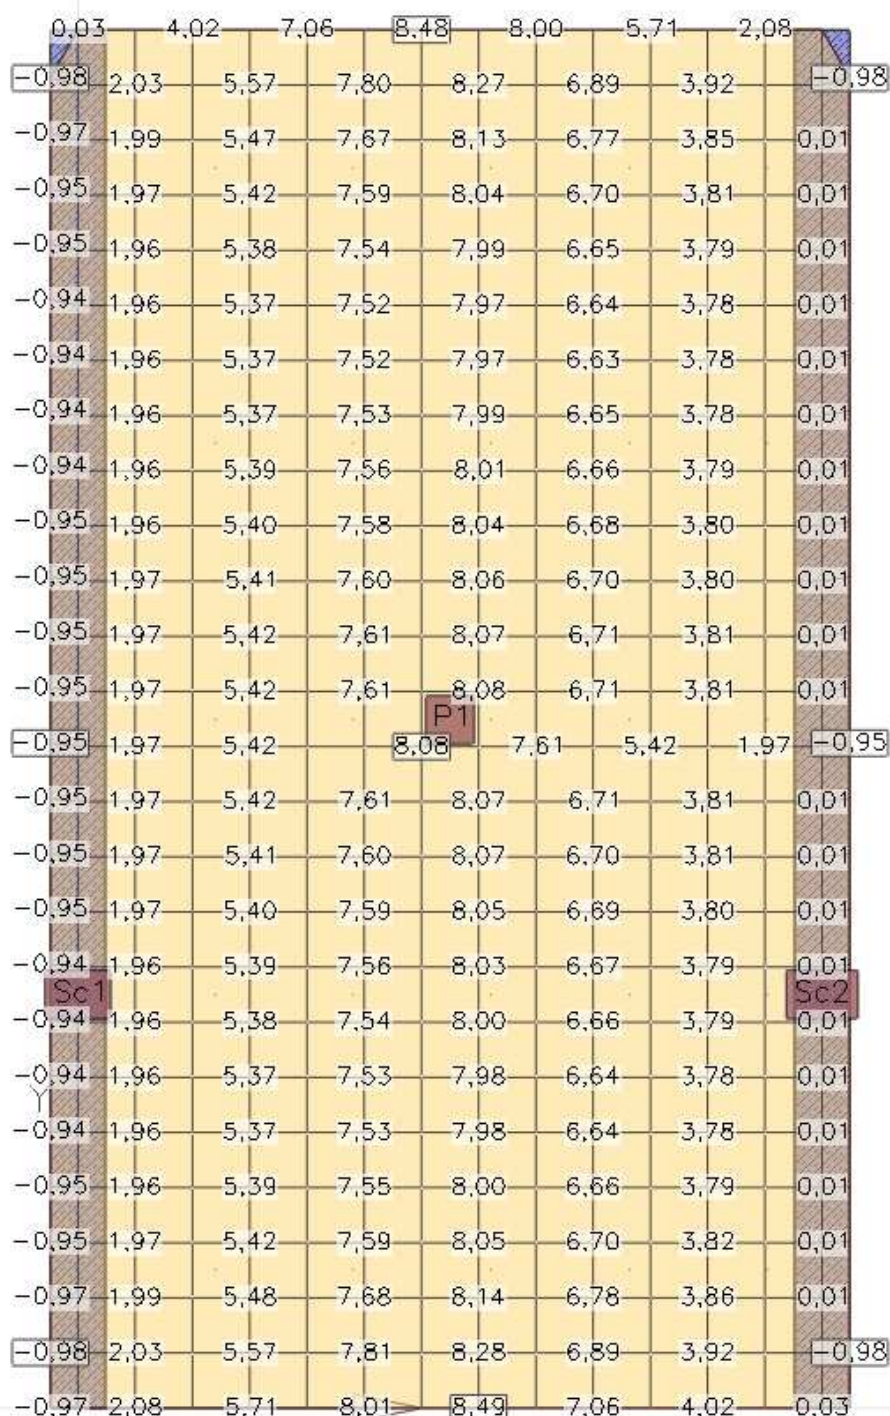 0,03 4,02 7,06 8,48 8,00 5,71 2,08
-0,98 2,03 5,57 7,80 8,27 6,89 3,92 -0,98
-0,97 1,99 5,47 7,67 8,13 6,77 3,85 0,01
-0,95 1,97 5,42 7,59 8,04 6,70 3,81 0,01
-0,95 1,96 5,38 7,54 7,99 6,65 3,79 0,01
-0,94 1,96 5,37 7,52 7,97 6,64 3,78 0,01
-0,94 1,96 5,37 7,52 7,97 6,63 3,78 0,01
-0,94 1,96 5,37 7,53 7,99 6,65 3,78 0,01
-0,94 1,96 5,39 7,56 8,01 6,66 3,79 0,01
-0,95 1,96 5,40 7,58 8,04 6,68 3,80 0,01
-0,95 1,97 5,41 7,60 8,06 6,70 3,80 0,01
-0,95 1,97 5,42 7,61 8,07 6,71 3,81 0,01
-0,95 1,97 5,42 7,61 8,08 6,71 3,81 0,01
P1
-0,95 1,97 5,42 8,08 7,61 5,42 1,97 -0,95
-0,95 1,97 5,42 7,61 8,07 6,71 3,81 0,01
-0,95 1,97 5,41 7,60 8,07 6,70 3,81 0,01
-0,95 1,97 5,40 7,59 8,05 6,69 3,80 0,01
-0,94 1,96 5,39 7,56 8,03 6,67 3,79 0,01
Sc1 Sc2
-0,94 1,96 5,38 7,54 8,00 6,66 3,79 0,01
-0,94 1,96 5,37 7,53 7,98 6,64 3,78 0,01
Y
-0,94 1,96 5,37 7,53 7,98 6,64 3,78 0,01
-0,95 1,96 5,39 7,55 8,00 6,66 3,79 0,01
-0,95 1,97 5,42 7,59 8,05 6,70 3,82 0,01
-0,97 1,99 5,48 7,68 8,14 6,78 3,86 0,01
-0,98 2,03 5,57 7,81 8,28 6,89 3,92 -0,98
-0,97 2,08 5,71 8,01 8,49 7,06 4,02 0,03